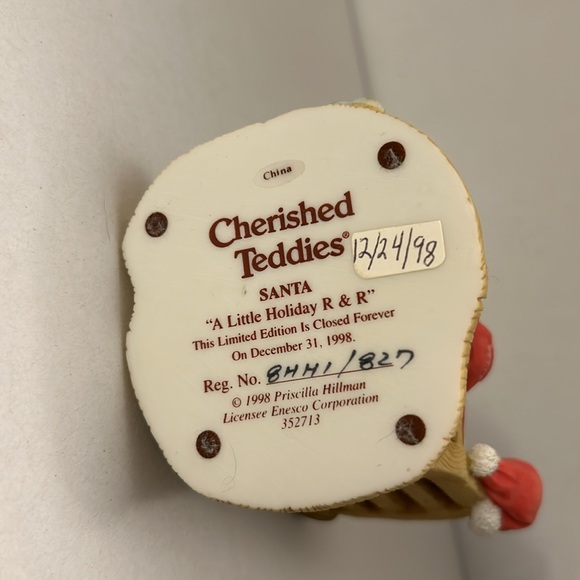 China
Cherished
Teddies®
12/24/98
SANTA
"A Little Holiday R & R"
This Limited Edition Is Closed Forever
On December 31, 1998.
Reg. No. 8HH1/827
© 1998 Priscilla Hillman
Licensee Enesco Corporation
352713